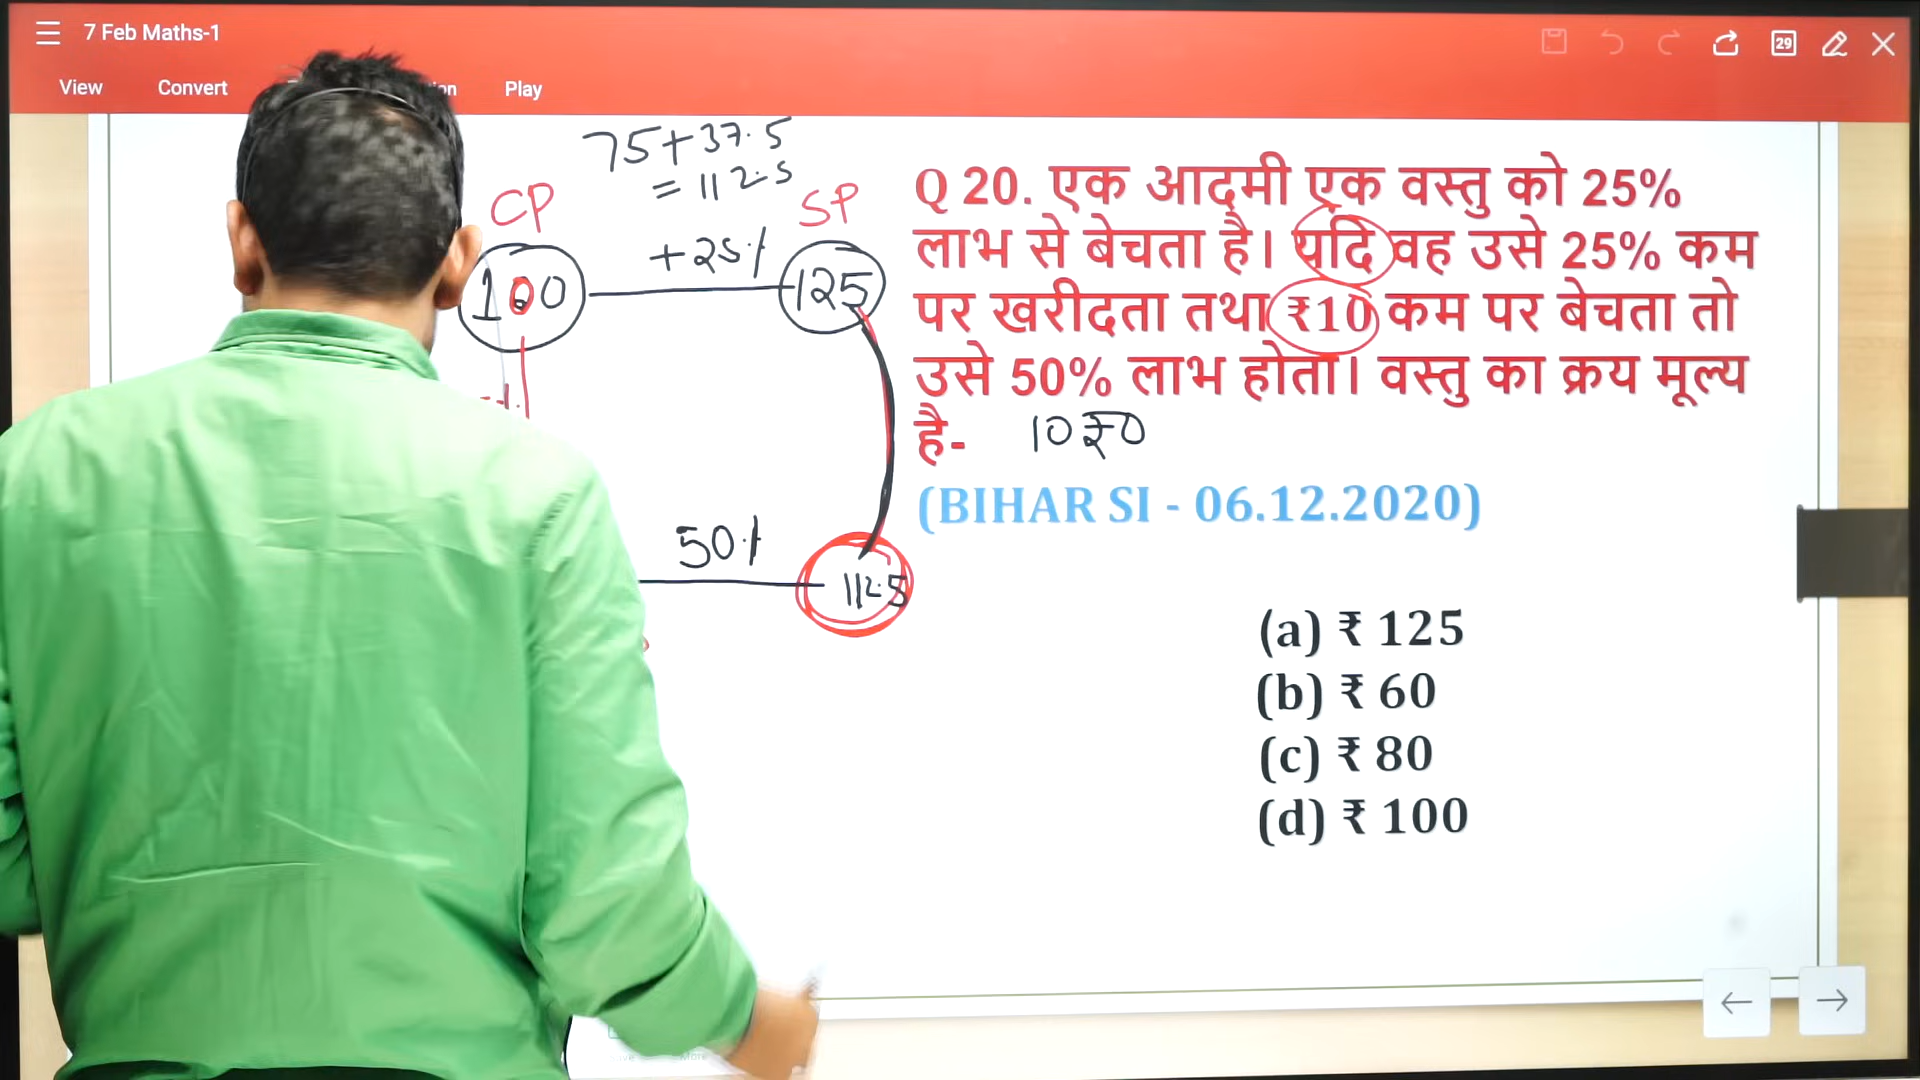 7 Feb Maths-1
29
View Convert on Play
75+37.5
= 112.5
CP
SP
+25%
100
125
50%
112.5
Q 20. एक आदमी एक वस्तु को 25%
लाभ से बेचता है। यदि वह उसे 25% कम
पर खरीदता तथा ₹10 कम पर बेचता तो
उसे 50% लाभ होता। वस्तु का क्रय मूल्य
है-
10₹0
(BIHAR SI - 06.12.2020)
(a) ₹ 125
(b) ₹ 60
(c) ₹ 80
(d) ₹ 100